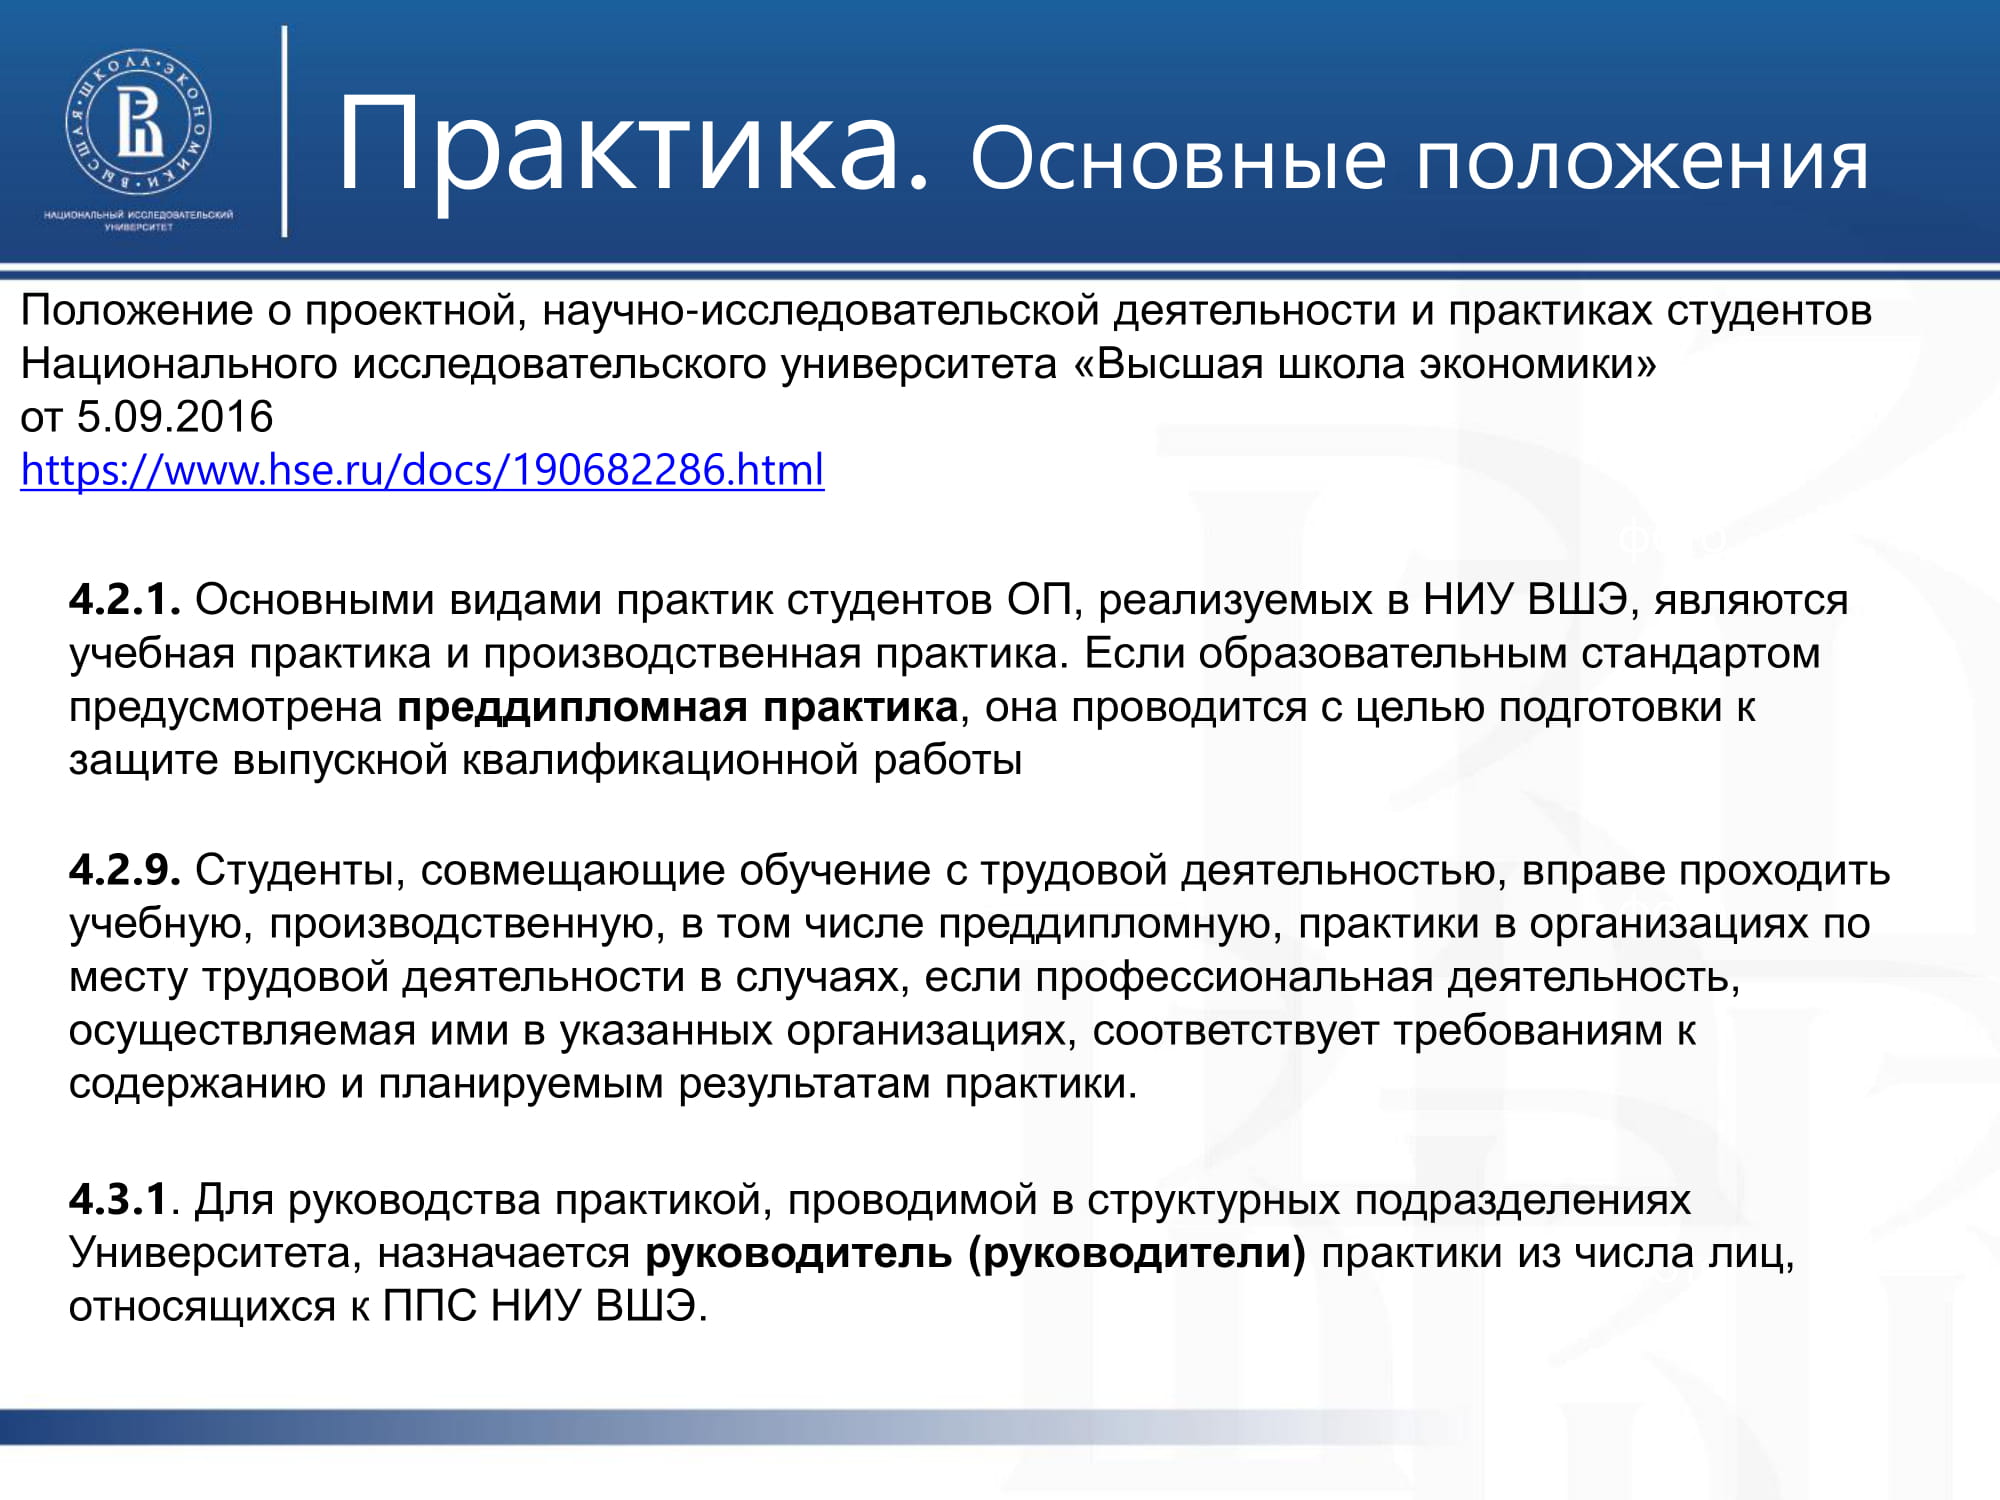 ВЫСШАЯ · ШКОЛА · ЭКОНОМИКИ
НАЦИОНАЛЬНЫЙ ИССЛЕДОВАТЕЛЬСКИЙ
УНИВЕРСИТЕТ
Практика. Основные положения
Положение о проектной, научно-исследовательской деятельности и практиках студентов
Национального исследовательского университета «Высшая школа экономики»
от 5.09.2016
https://www.hse.ru/docs/190682286.html
фото
4.2.1. Основными видами практик студентов ОП, реализуемых в НИУ ВШЭ, являются
учебная практика и производственная практика. Если образовательным стандартом
предусмотрена преддипломная практика, она проводится с целью подготовки к
защите выпускной квалификационной работы
4.2.9. Студенты, совмещающие обучение с трудовой деятельностью, вправе проходить
учебную, производственную, в том числе преддипломную, практики в организациях по
месту трудовой деятельности в случаях, если профессиональная деятельность,
осуществляемая ими в указанных организациях, соответствует требованиям к
содержанию и планируемым результатам практики.
4.3.1. Для руководства практикой, проводимой в структурных подразделениях
Университета, назначается руководитель (руководители) практики из числа лиц,
относящихся к ППС НИУ ВШЭ.